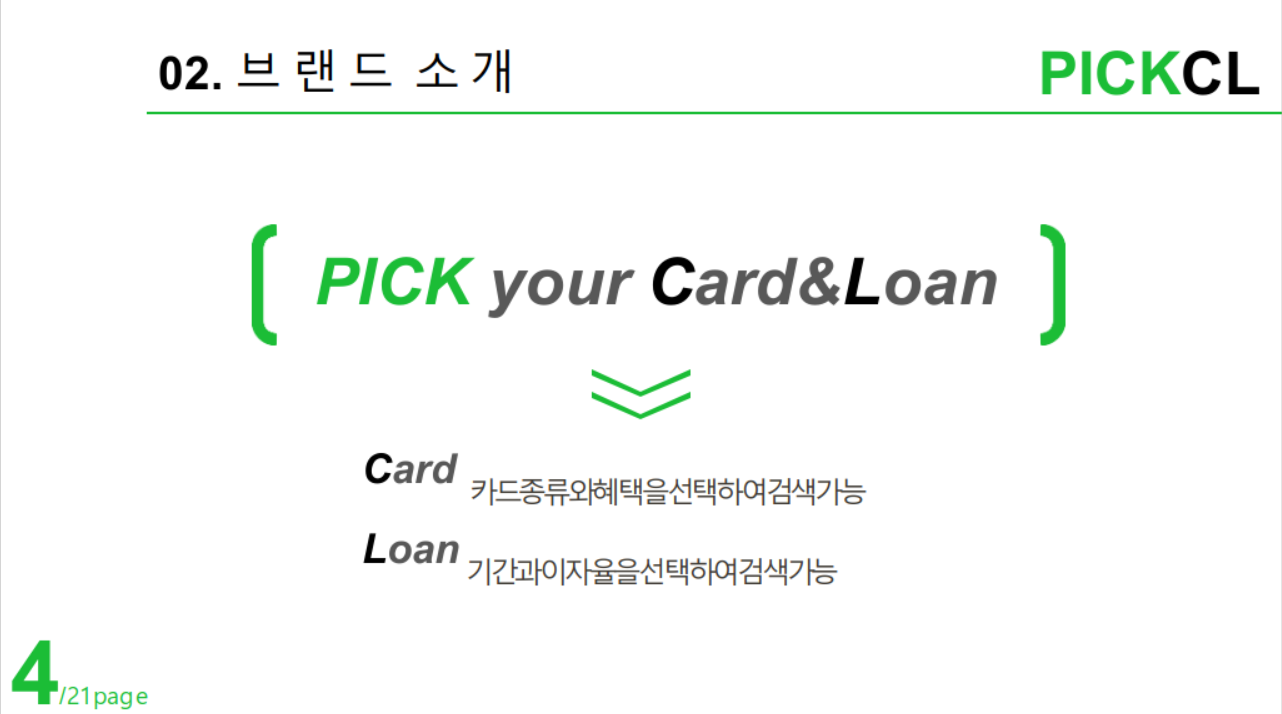 02. 브랜드 소개
PICKCL
PICK your Card&Loan
Card 카드종류와혜택을선택하여검색가능
Loan 기간과이자율을선택하여검색가능
4/21page